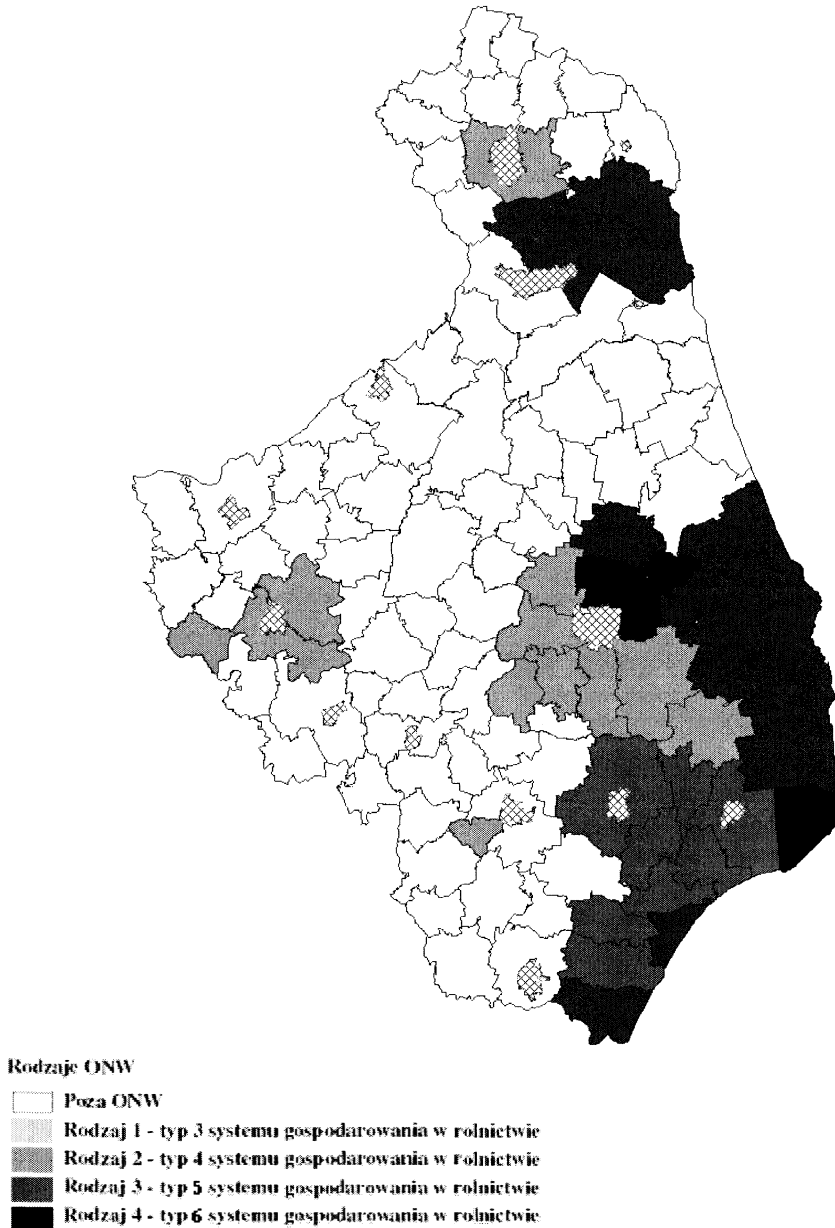 Rodzaje ONW
Poza ONW
Rodzaj 1 - typ 3 systemu gospodarowania w rolnictwie
Rodzaj 2 - typ 4 systemu gospodarowania w rolnictwie
Rodzaj 3 - typ 5 systemu gospodarowania w rolnictwie
Rodzaj 4 - typ 6 systemu gospodarowania w rolnictwie